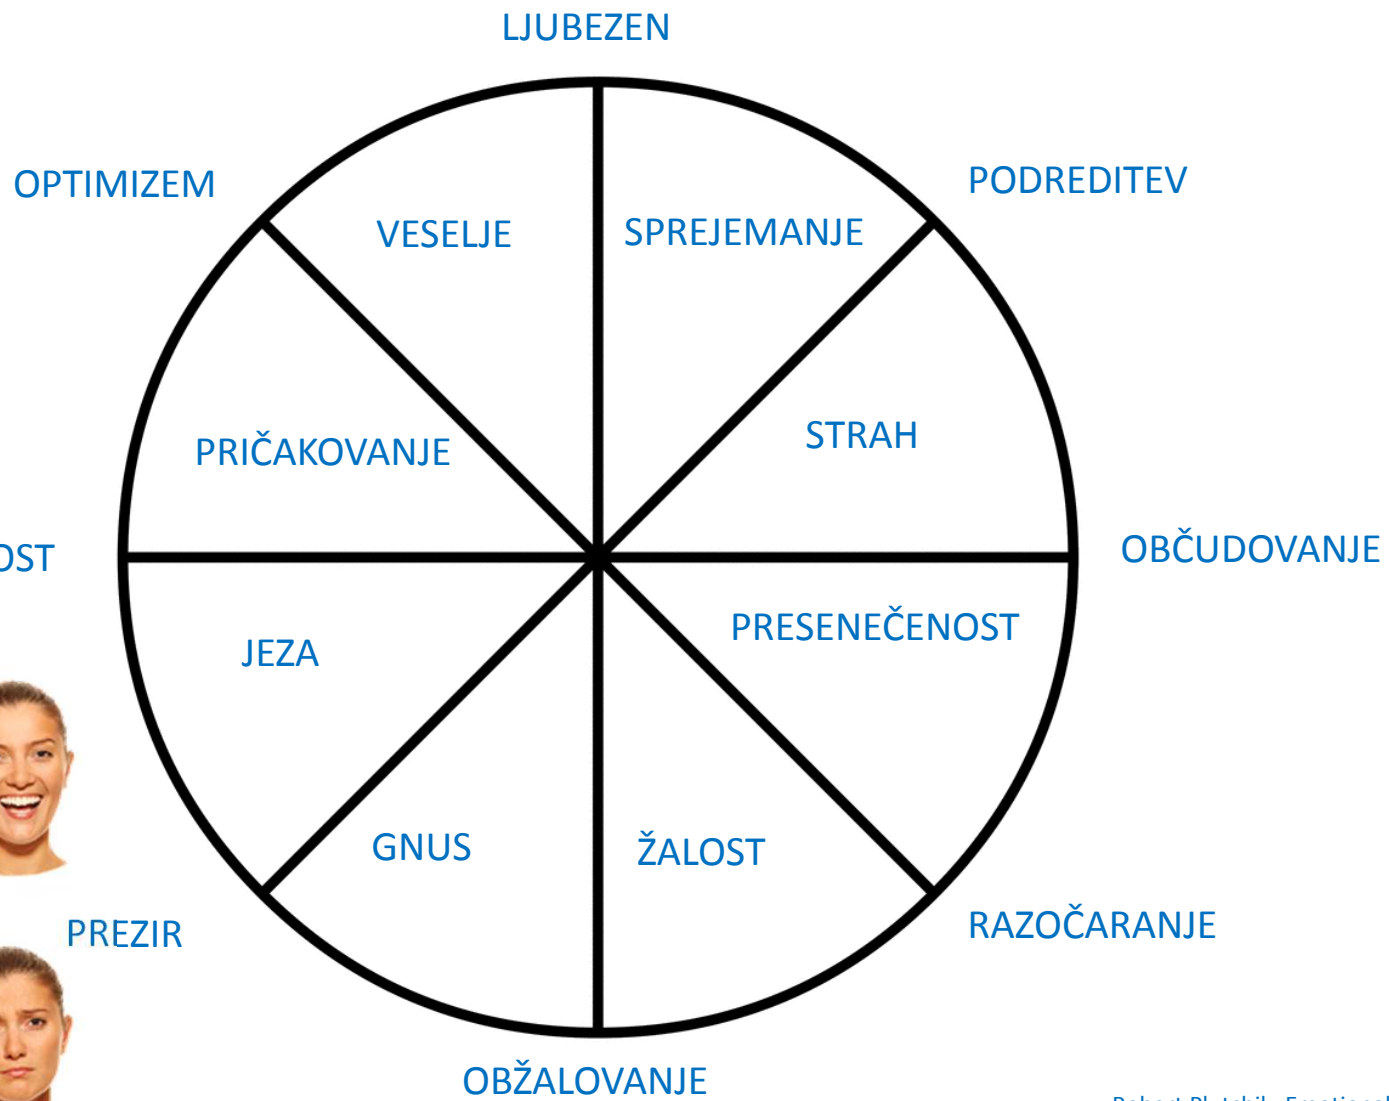 LJUBEZEN
OPTIMIZEM
PODREDITEV
VESELJE
SPREJEMANJE
PRIČAKOVANJE
STRAH
OBČUDOVANJE
JEZA
PRESENEČENOST
GNUS
ŽALOST
PREZIR
RAZOČARANJE
OBŽALOVANJE